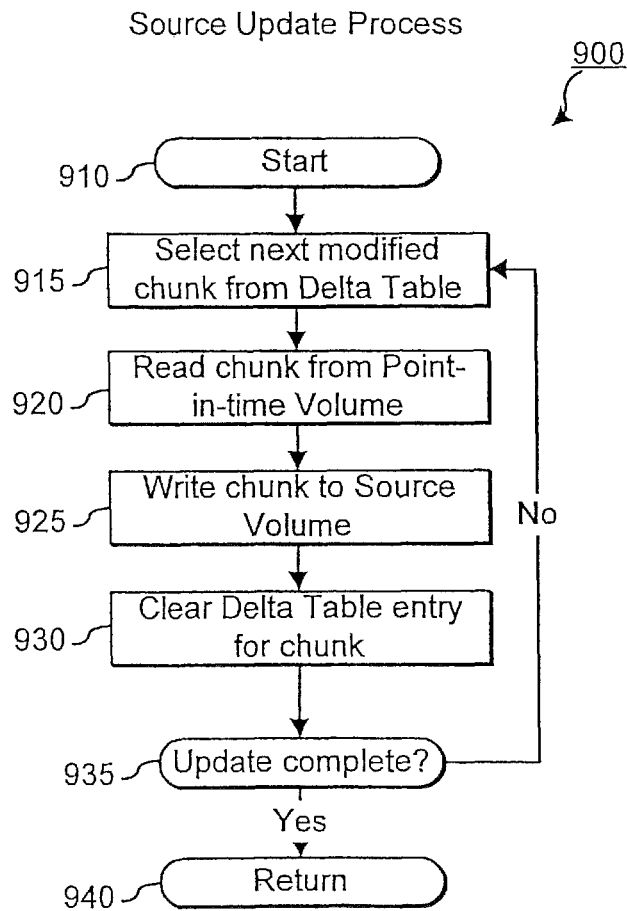 Source Update Process
900
910
Start
915
Select next modified
chunk from Delta Table
920
Read chunk from Point-
in-time Volume
925
Write chunk to Source
Volume
No
930
Clear Delta Table entry
for chunk
935
Update complete?
Yes
940
Return